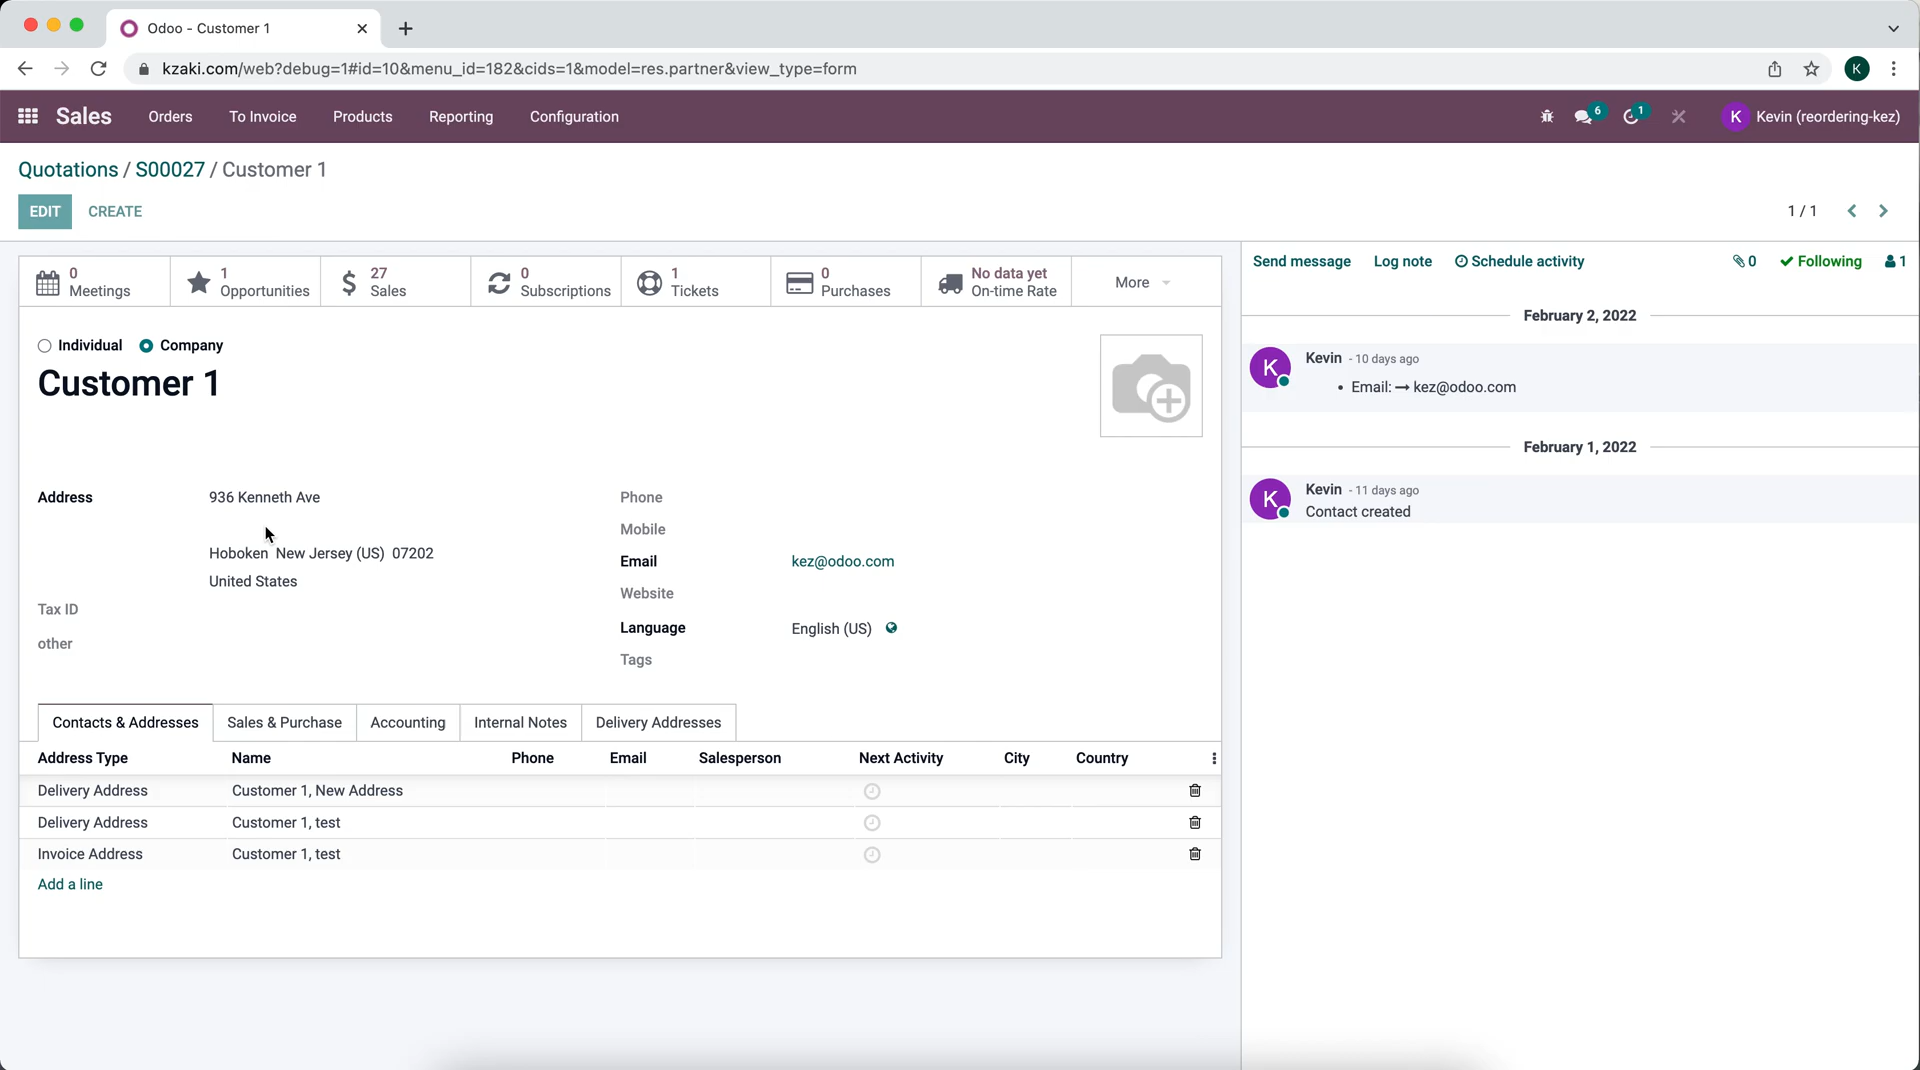 Odoo - Customer 1
kzaki.com/web?debug=1#id=10&menu_id=182&cids=1&model=res.partner&view_type=form
K
Sales Orders To Invoice Products Reporting Configuration 6 1 K Kevin (reordering-kez)
Quotations / S00027 / Customer 1
EDIT CREATE 1 / 1
0 Meetings
1 Opportunities
27 Sales
0 Subscriptions
1 Tickets
0 Purchases
No data yet On-time Rate
More
Individual Company
Customer 1
Address 936 Kenneth Ave
Hoboken New Jersey (US) 07202
United States
Tax ID
other
Phone
Mobile
Email kez@odoo.com
Website
Language English (US)
Tags
Contacts & Addresses Sales & Purchase Accounting Internal Notes Delivery Addresses
Address Type Name Phone Email Salesperson Next Activity City Country
Delivery Address Customer 1, New Address
Delivery Address Customer 1, test
Invoice Address Customer 1, test
Add a line
Send message Log note Schedule activity 0 Following 1
February 2, 2022
K
Kevin - 10 days ago
• Email: → kez@odoo.com
February 1, 2022
K
Kevin - 11 days ago
Contact created